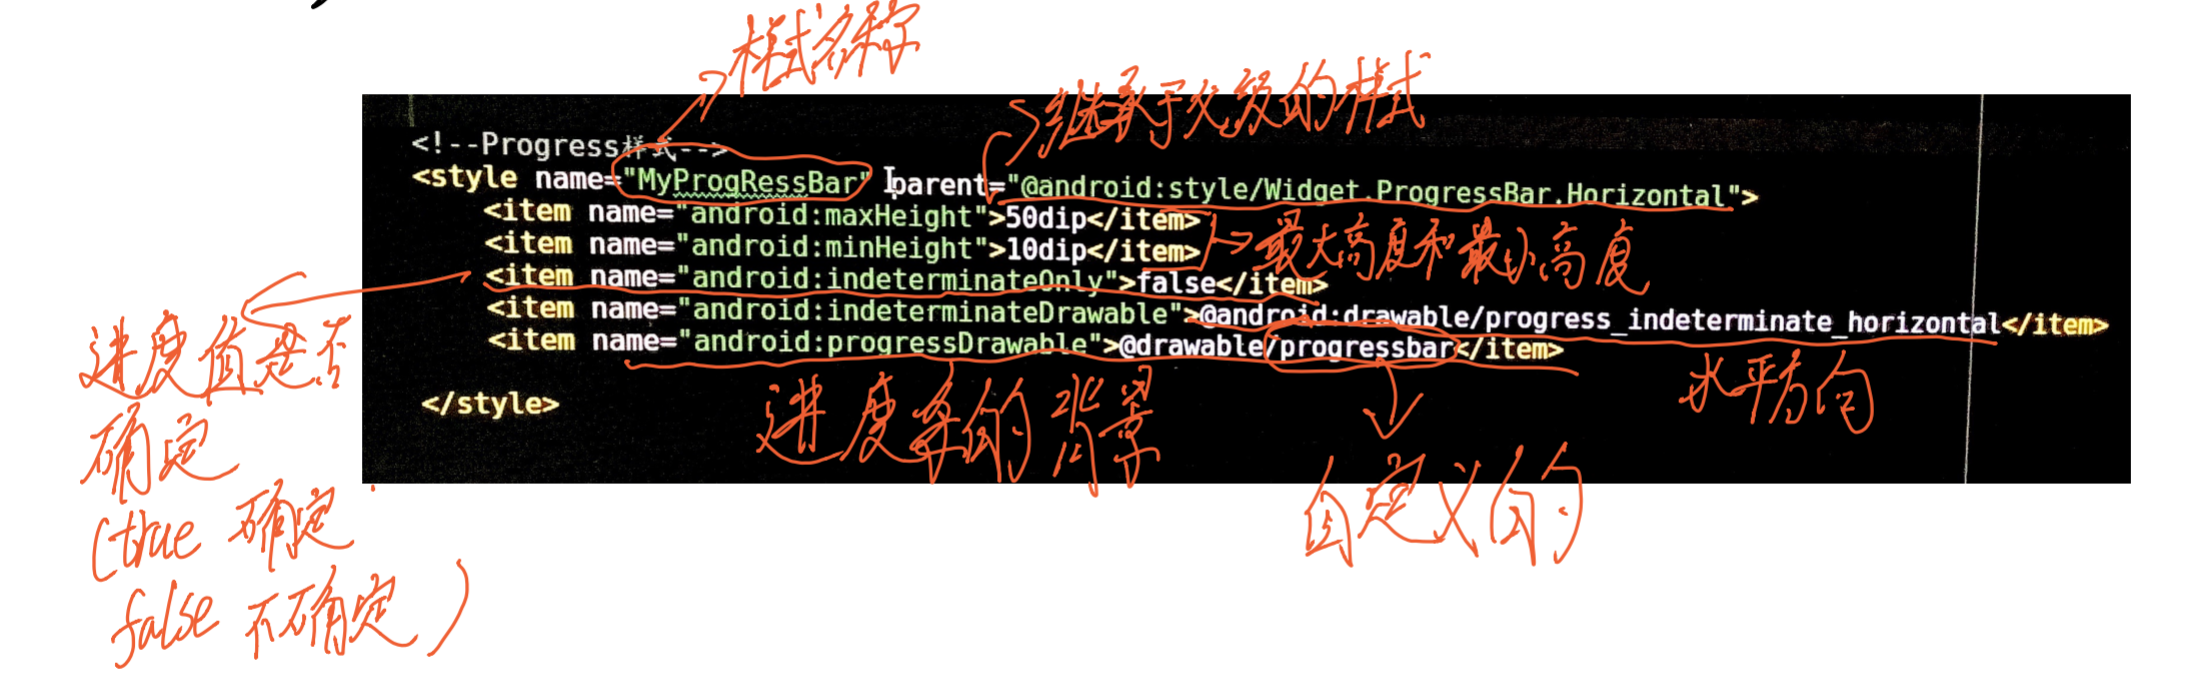 样式名称
继承于父级的样式
<!--Progress样式-->
<style name="MyProgRessBar" parent="@android:style/Widget.ProgressBar.Horizontal">
<item name="android:maxHeight">50dip</item>
<item name="android:minHeight">10dip</item>
最大高度和最小高度
<item name="android:indeterminateOnly">false</item>
<item name="android:indeterminateDrawable">@android:drawable/progress_indeterminate_horizontal</item>
<item name="android:progressDrawable">@drawable/progressbar</item>
</style>
进度值是否
确定
(true 确定
false 不确定)
进度条的背景
水平方向
自定义的